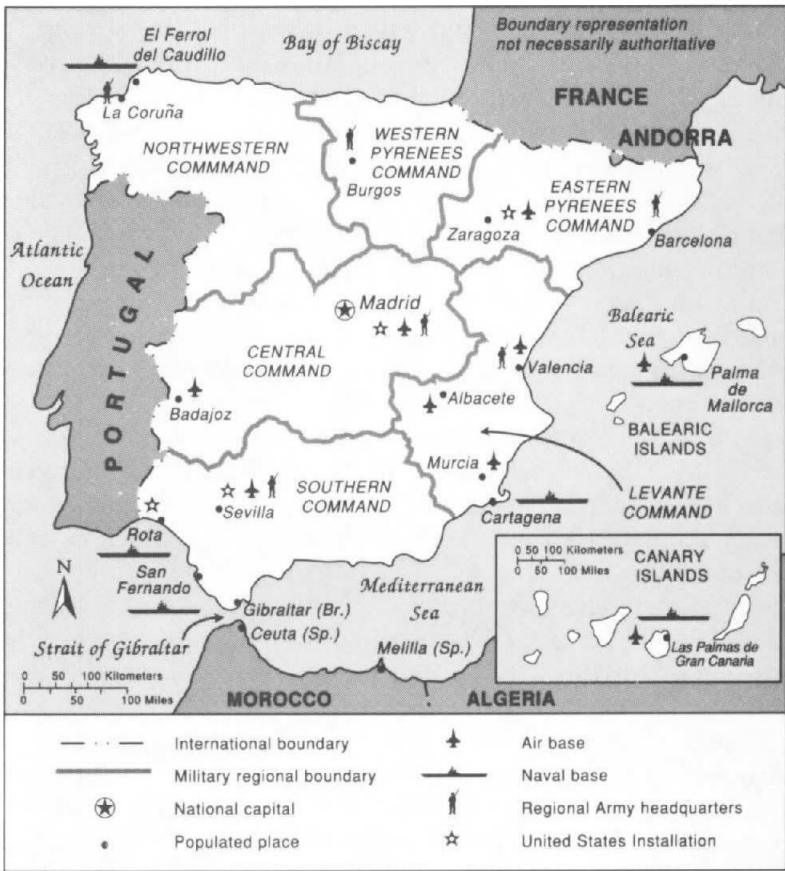 El Ferrol
del Caudillo
Bay of Biscay
Boundary representation
not necessarily authoritative
FRANCE
ANDORRA
La Coruña
NORTHWESTERN
COMMMAND
WESTERN
PYRENEES
COMMAND
Burgos
EASTERN
PYRENEES
COMMAND
Zaragoza
Barcelona
Atlantic
Ocean
PORTUGAL
Madrid
CENTRAL
COMMAND
Badajoz
Valencia
Albacete
Murcia
Balearic
Sea
Palma
de
Mallorca
BALEARIC
ISLANDS
LEVANTE
COMMAND
SOUTHERN
COMMAND
Sevilla
Cartagena
Rota
San
Fernando
N
Mediterranean
Sea
Gibraltar (Br.)
Ceuta (Sp.)
Strait of Gibraltar
Melilla (Sp.)
0 50 100 Kilometers
0 50 100 Miles
MOROCCO
ALGERIA
0 50 100 Kilometers
0 50 100 Miles
CANARY
ISLANDS
Las Palmas de
Gran Canaria
International boundary
Military regional boundary
National capital
Populated place
Air base
Naval base
Regional Army headquarters
United States Installation